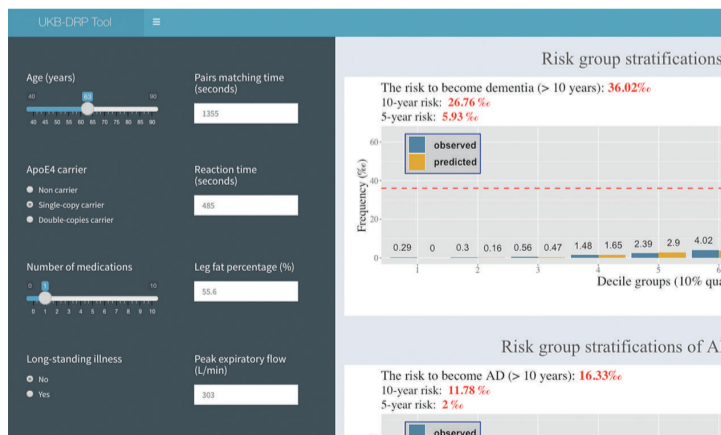 UKB-DRP Tool
Age (years)
40 63 90
40 45 50 55 60 65 70 75 80 85 90
ApoE4 carrier
Non carrier
Single-copy carrier
Double-copies carrier
Number of medications
0 1 10
0 1 2 3 4 5 6 7 8 9 10
Long-standing illness
No
Yes
Pairs matching time
(seconds)
1355
Reaction time
(seconds)
485
Leg fat percentage (%)
55.6
Peak expiratory flow
(L/min)
303
Risk group stratifications
The risk to become dementia (> 10 years): 36.02‰
10-year risk: 26.76 ‰
5-year risk: 5.93 ‰
observed
predicted
Frequency (‰)
60
40
20
0
0.29 0 0.3 0.16 0.56 0.47 1.48 1.65 2.39 2.9 4.02
1 2 3 4 5 6
Decile groups (10% qua
Risk group stratifications of A
The risk to become AD (> 10 years): 16.33‰
10-year risk: 11.78 ‰
5-year risk: 2 ‰
observed